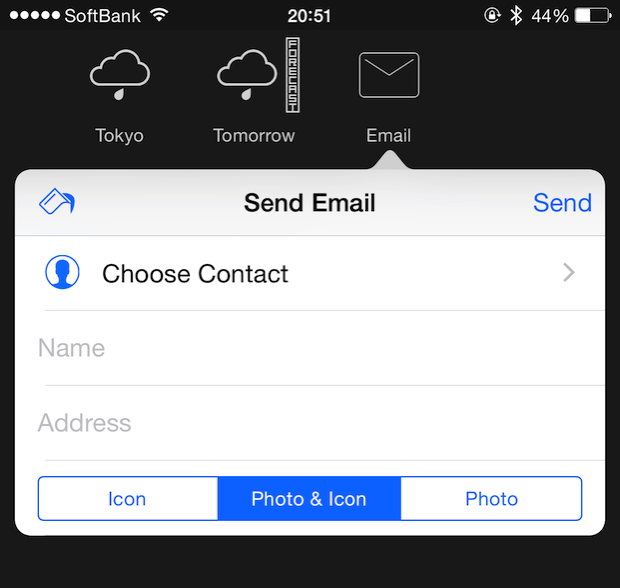 SoftBank 20:51 44%
FORECAST
Tokyo Tomorrow Email
Send Email Send
Choose Contact
Name
Address
Icon Photo & Icon Photo